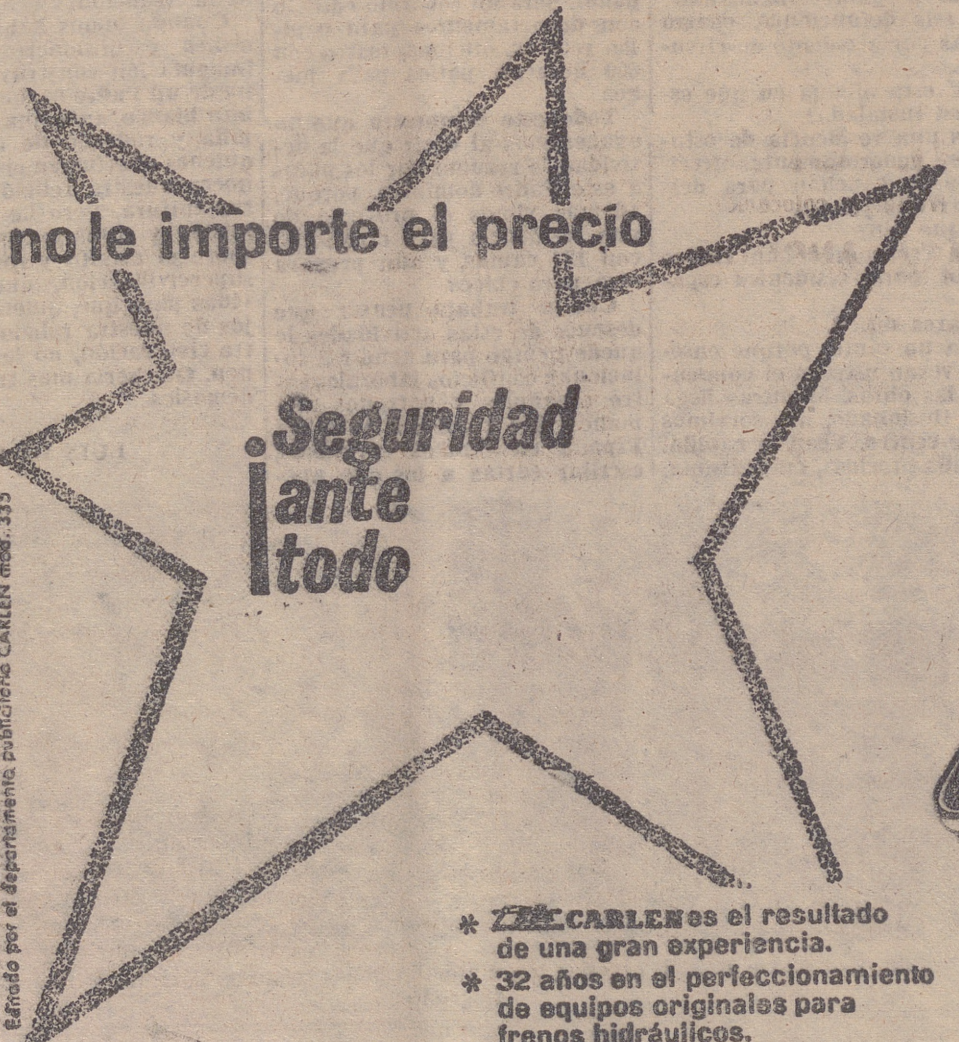 no le importe el precio
¡Seguridad
ante
todo
Editado por el departamento publicitario CARLEN mod. 335
* CARLEN es el resultado
de una gran experiencia.
* 32 años en el perfeccionamiento
de equipos originales para
frenos hidráulicos.